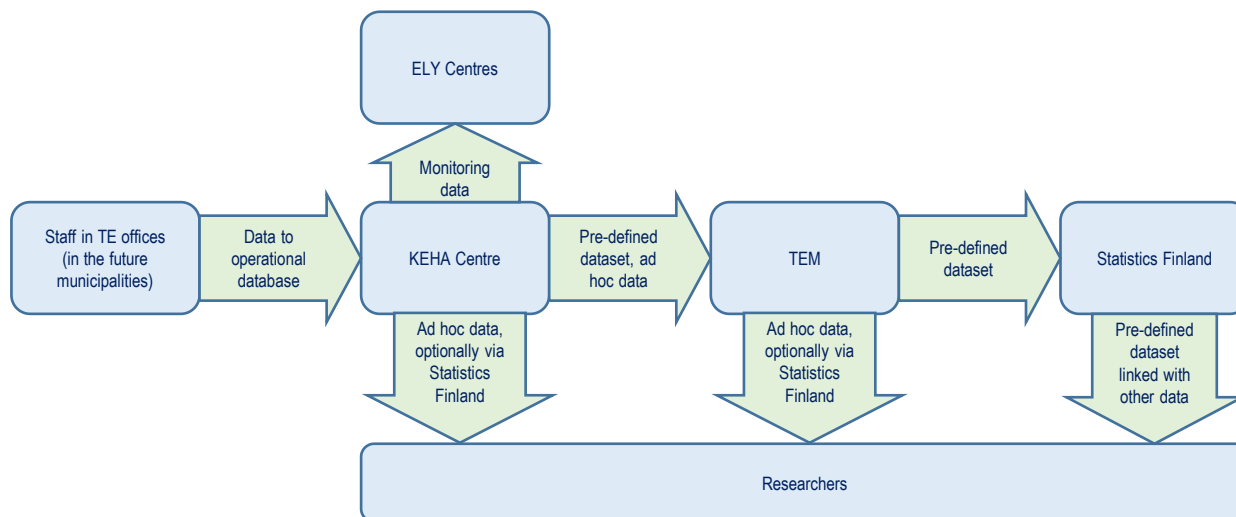 ELY Centres
Monitoring
data
Staff in TE offices
(in the future
municipalities)
Data to
operational
database
KEHA Centre
Pre-defined
dataset, ad
hoc data
TEM
Pre-defined
dataset
Statistics Finland
Ad hoc data,
optionally via
Statistics
Finland
Ad hoc data,
optionally via
Statistics
Finland
Pre-defined
dataset
linked with
other data
Researchers